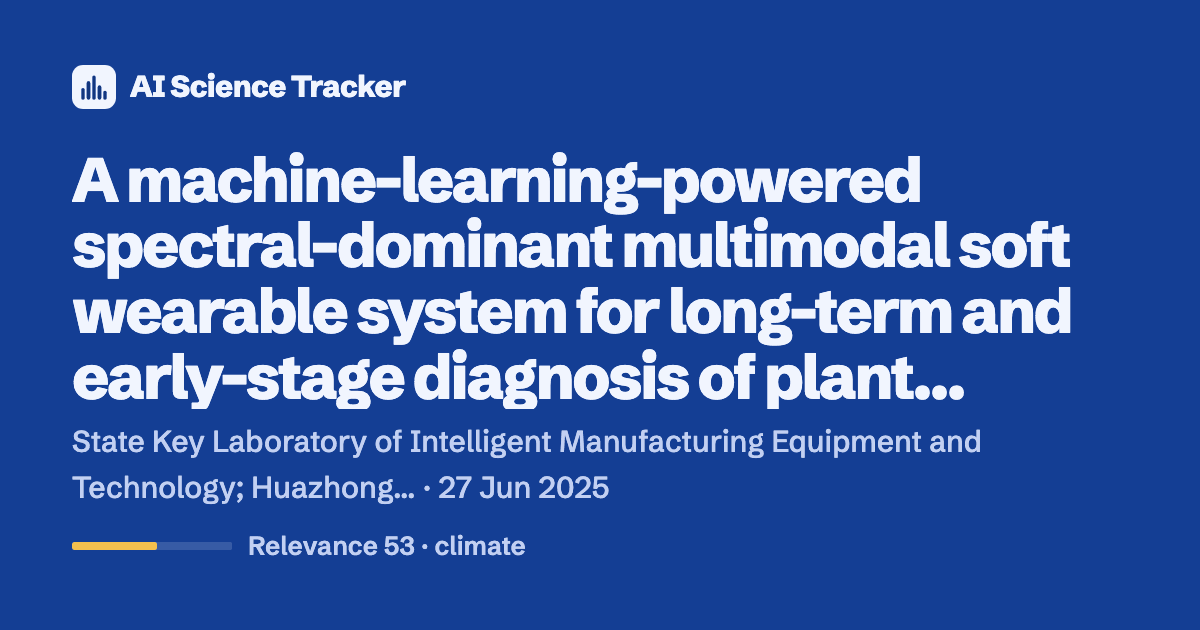 AI Science Tracker
A machine-learning-powered
spectral-dominant multimodal soft
wearable system for long-term and
early-stage diagnosis of plant...
State Key Laboratory of Intelligent Manufacturing Equipment and
Technology; Huazhong... · 27 Jun 2025
Relevance 53 · climate